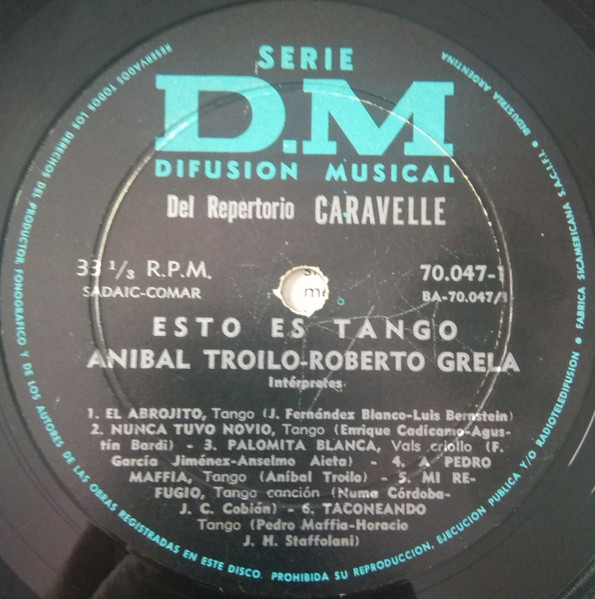 SERIE
D.M
DIFUSION MUSICAL
Del Repertorio CARAVELLE
33 1/3 R.P.M.
SADAIC-COMAR
70.047-1
BA-70.047/1
ESTO ES TANGO
ANIBAL TROILO-ROBERTO GRELA
Intérpretes
1. EL ABROJITO, Tango (J. Fernández Blanco-Luis Bernstein)
2. NUNCA TUVO NOVIO, Tango (Enrique Cadícamo-Agus-
tín Bardi) - 3. PALOMITA BLANCA, Vals criollo (F.
García Jiménez-Anselmo Aieta) - 4. A PEDRO
MAFFIA, Tango (Aníbal Troilo) - 5. MI RE-
FUGIO, Tango canción (Numa Córdoba-
J. C. Cobián) - 6. TACONEANDO
Tango (Pedro Maffia-Horacio
J. H. Staffolani)
RESERVADOS TODOS LOS DERECHOS DEL PRODUCTOR FONOGRAFICO Y DE LOS AUTORES DE LAS OBRAS REGISTRADAS EN ESTE DISCO. PROHIBIDA SU REPRODUCCION, EJECUCION PUBLICA Y/O RADIOTELEDIFUSION • FABRICA SICAMERICANA S.A.C.I.F.I. • INDUSTRIA ARGENTINA